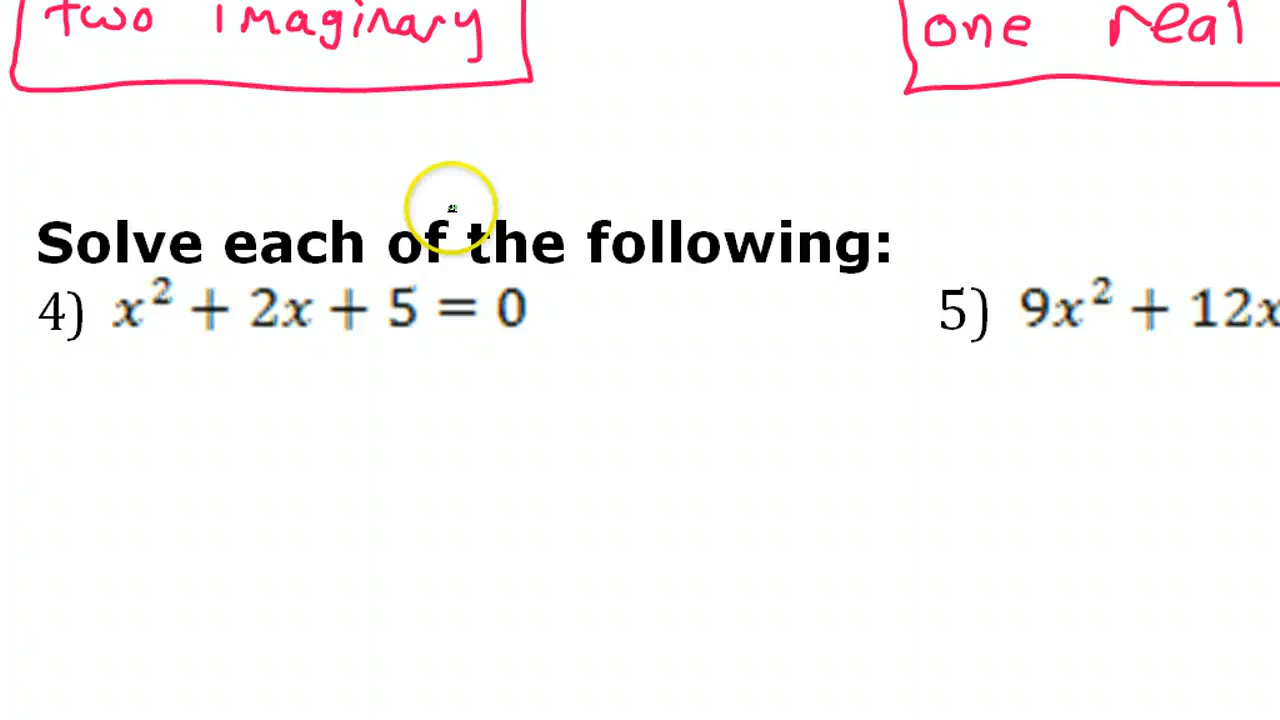 two imaginary
one real
Solve each of the following:
4) x² + 2x + 5 = 0
5) 9x² + 12x